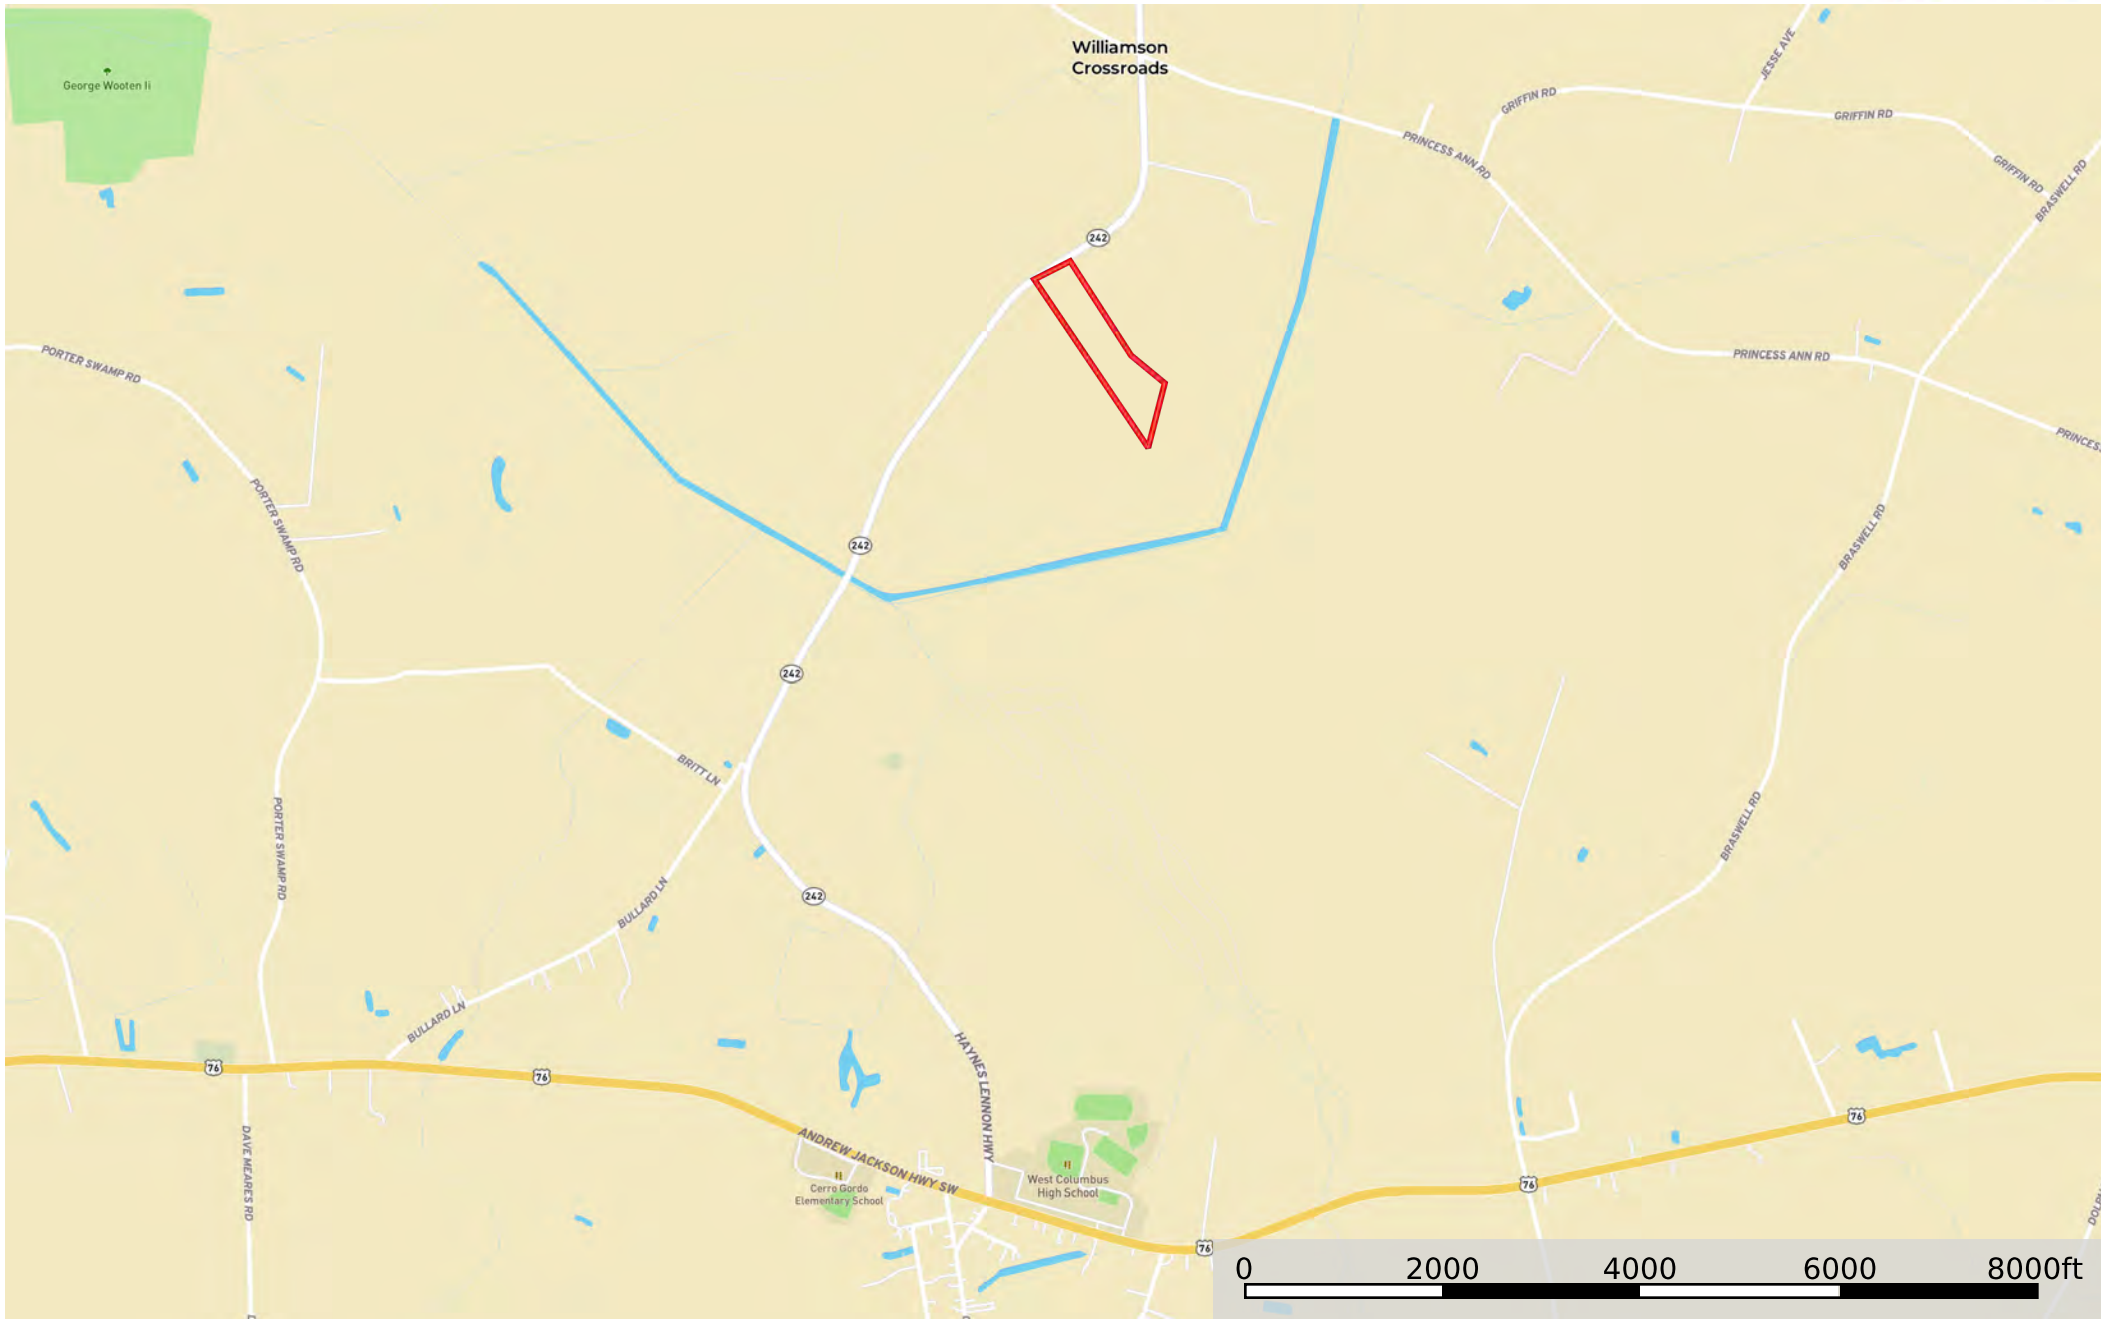 Williamson
Crossroads
George Wooten Ii
JESSE AVE
GRIFFIN RD
GRIFFIN RD
GRIFFIN RD
BRASWELL RD
PRINCESS ANN RD
242
PORTER SWAMP RD
PRINCESS ANN RD
PRINCESS
PORTER SWAMP RD
242
BRASWELL RD
242
BRITT LN
PORTER SWAMP RD
BRASWELL RD
242
BULLARD LN
BULLARD LN
76
76
HAYNES LENNON HWY
76
ANDREW JACKSON HWY SW
DAVE MEARES RD
Cerro Gordo
Elementary School
West Columbus
High School
76
76
0 2000 4000 6000 8000ft